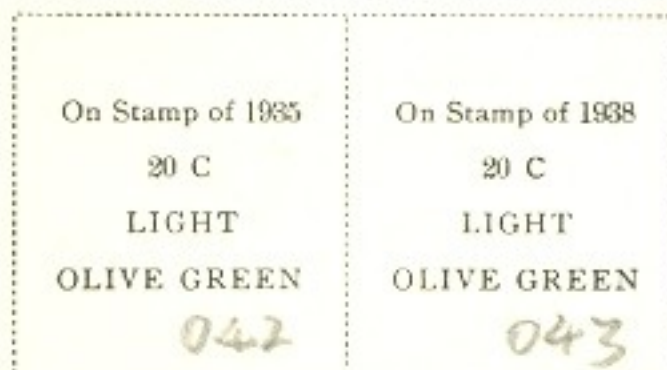 On Stamp of 1935
20 C
LIGHT
OLIVE GREEN
042
On Stamp of 1938
20 C
LIGHT
OLIVE GREEN
043